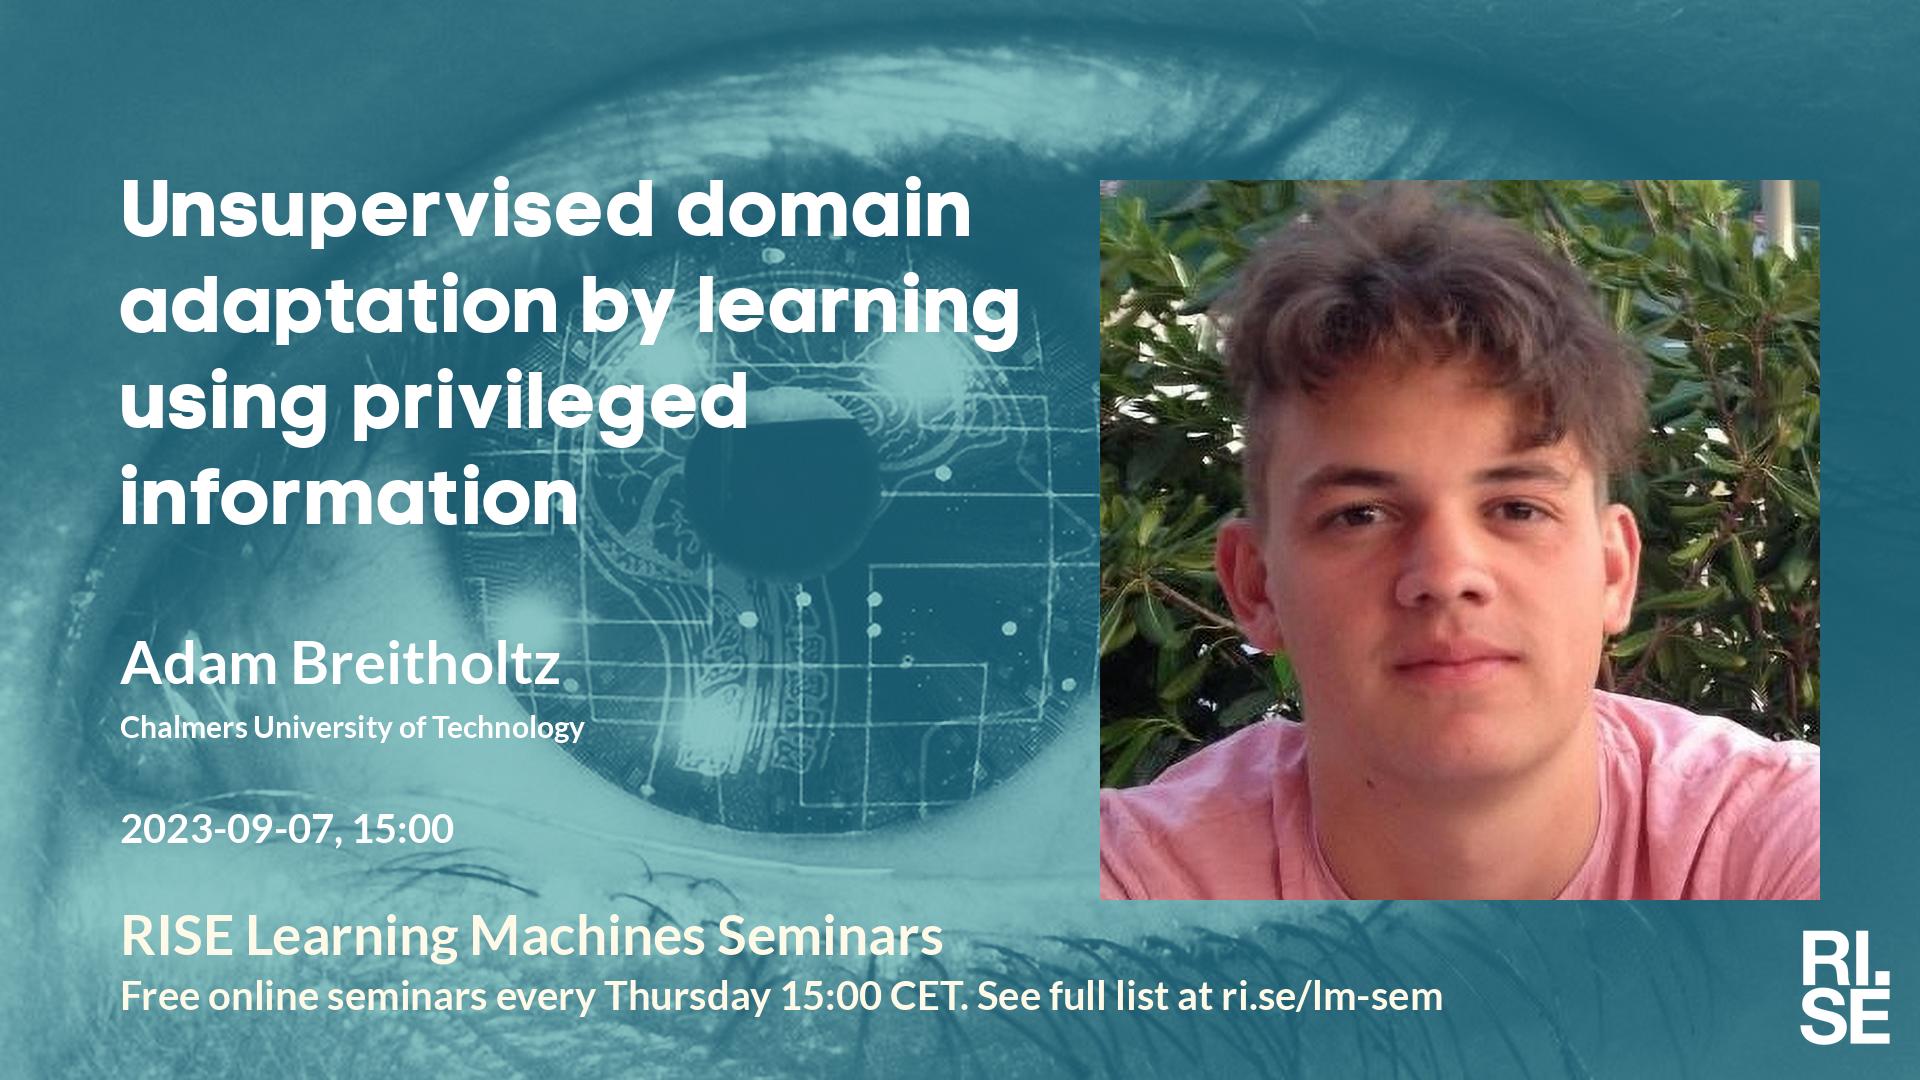 Unsupervised domain
adaptation by learning
using privileged
information
Adam Breitholtz
Chalmers University of Technology
2023-09-07, 15:00
RISE Learning Machines Seminars
Free online seminars every Thursday 15:00 CET. See full list at ri.se/lm-sem
RI.
SE